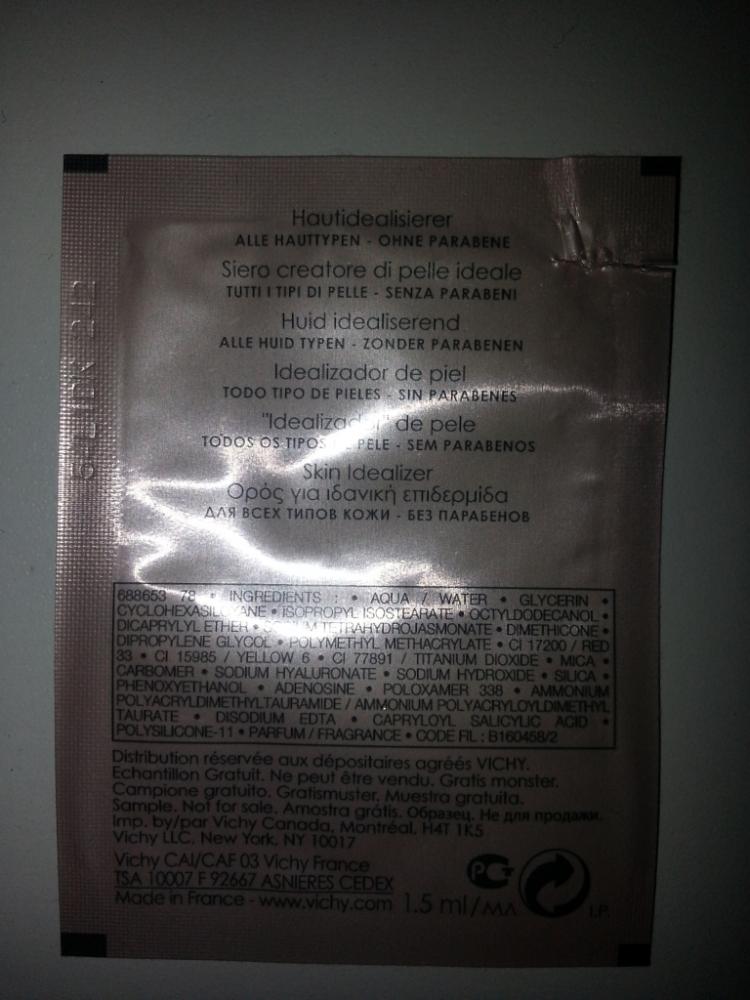 Hautidealisierer
ALLE HAUTTYPEN - OHNE PARABENE
Siero creatore di pelle ideale
TUTTI I TIPI DI PELLE - SENZA PARABENI
Huid idealiserend
ALLE HUID TYPEN - ZONDER PARABENEN
Idealizador de piel
TODO TIPO DE PIELES - SIN PARABENES
de pele
TODOS OS TIPOS PELE - SEM PARABENOS
Skin Idealizer
Ορός για ιδανική επιδερμίδα
ДЛЯ ВСЕХ ТИПОВ КОЖИ - БЕЗ ПАРАБЕНОВ
688653 78 • INGREDIENTS : • AQUA / WATER • GLYCERIN •
CYCLOHEXASILOXANE • ISOPROPYL ISOSTEARATE • OCTYLDODECANOL •
DICAPRYLYL ETHER • TETRAHYDROJASMONATE • DIMETHICONE •
DIPROPYLENE GLYCOL • POLYMETHYL METHACRYLATE • CI 17200 / RED
33 • CI 15985 / YELLOW 6 • CI 77891 / TITANIUM DIOXIDE • MICA •
CARBOMER • SODIUM HYALURONATE • SODIUM HYDROXIDE • SILICA •
PHENOXYETHANOL • ADENOSINE • POLOXAMER 338 • AMMONIUM
POLYACRYLDIMETHYLTAURAMIDE / AMMONIUM POLYACRYLOYLDIMETHYL
TAURATE • DISODIUM EDTA • CAPRYLOYL SALICYLIC ACID •
POLYSILICONE-11 • PARFUM / FRAGRANCE • CODE FIL : B160458/2
Distribution réservée aux dépositaires agréés VICHY.
Echantillon Gratuit. Ne peut être vendu. Gratis monster.
Campione gratuito. Gratismuster. Muestra gratuita.
Sample. Not for sale. Amostra grátis. Образец. Не для продажи.
Imp. by/par Vichy Canada, Montréal, H4T 1K5
Vichy LLC, New York, NY 10017
Vichy CAI/CAF 03 Vichy France
TSA 10007 F 92667 ASNIERES CEDEX
Made in France - www.vichy.com 1.5 ml/мл
I.P.